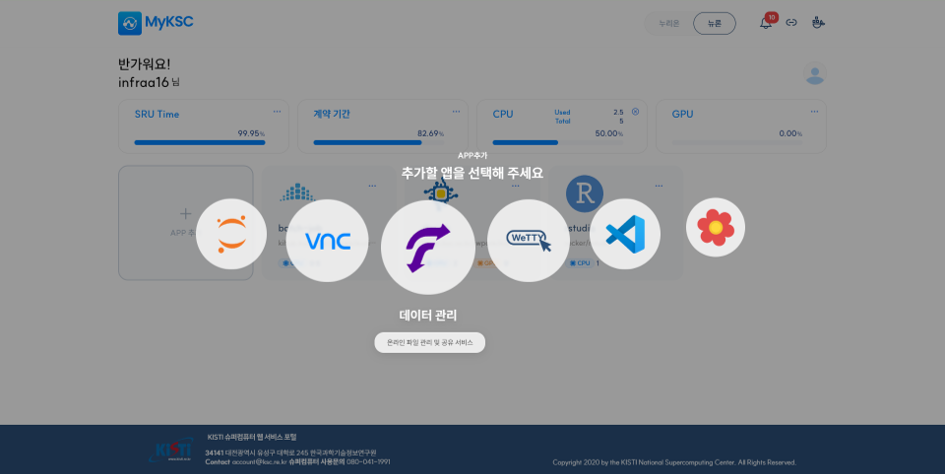 MyKSC
누리온
뉴론
10
반가워요!
infraa16 님
SRU Time
99.95%
계약 기간
82.69%
CPU
Used 2.5
Total 5
50.00%
GPU
0.00%
APP추가
추가할 앱을 선택해 주세요
APP 추
CPU 1
vnc
WeTTY
R
데이터 관리
온라인 파일 관리 및 공유 서비스
KISTI
KISTI 슈퍼컴퓨터 웹 서비스 포털
34141 대전광역시 유성구 대학로 245 한국과학기술정보연구원
Contact account@ksc.re.kr 슈퍼컴퓨터 사용문의 080-041-1991
Copyright 2020 by the KISTI National Supercomputing Center. All Rights Reserved.